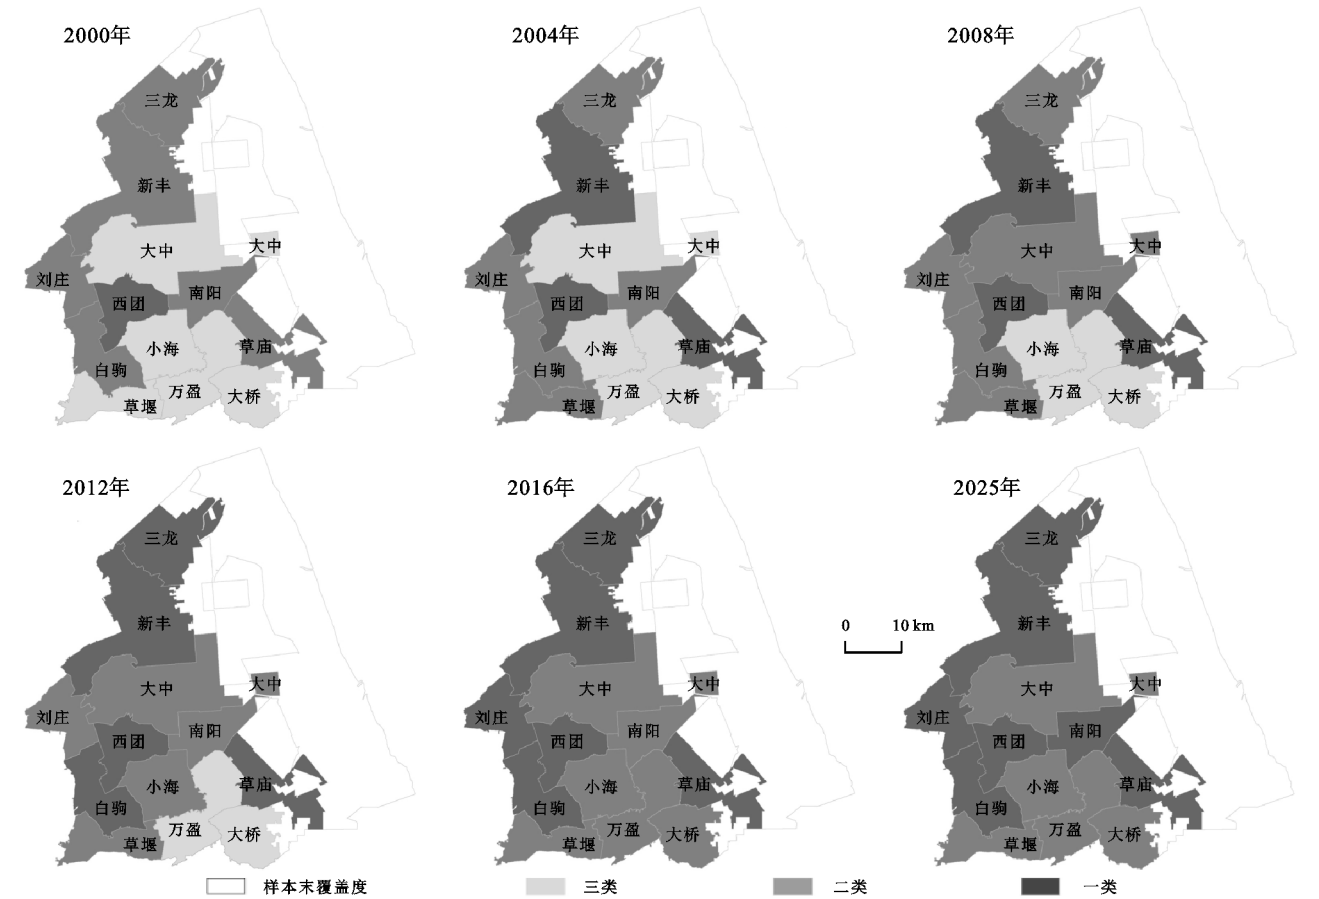 2000年
三龙
新丰
大中
大中
刘庄
西团
南阳
小海
草庙
白驹
万盈
大桥
草堰
2004年
三龙
新丰
大中
大中
刘庄
西团
南阳
小海
草庙
白驹
万盈
大桥
草堰
2008年
三龙
新丰
大中
大中
刘庄
西团
南阳
小海
草庙
白驹
万盈
大桥
草堰
2012年
三龙
新丰
大中
大中
刘庄
西团
南阳
小海
草庙
白驹
万盈
大桥
草堰
2016年
三龙
新丰
大中
大中
刘庄
西团
南阳
小海
草庙
白驹
万盈
大桥
草堰
0 10 km
2025年
三龙
新丰
大中
大中
刘庄
西团
南阳
小海
草庙
白驹
万盈
大桥
草堰
样本末覆盖度 三类 二类 一类